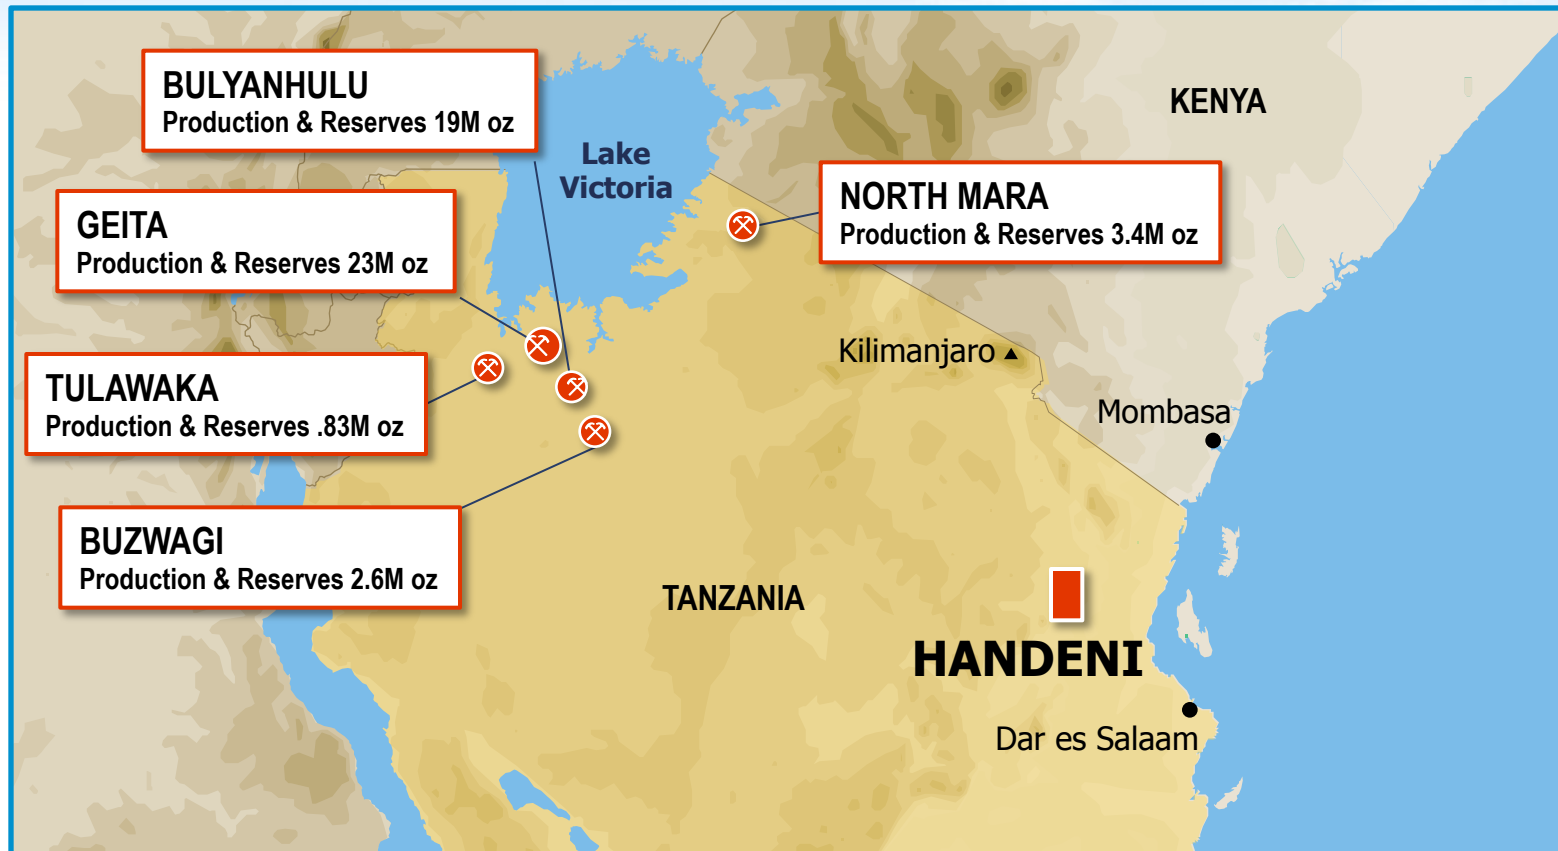 BULYANHULU
Production & Reserves 19M oz
KENYA
Lake
Victoria
NORTH MARA
Production & Reserves 3.4M oz
GEITA
Production & Reserves 23M oz
Kilimanjaro
TULAWAKA
Production & Reserves .83M oz
Mombasa
BUZWAGI
Production & Reserves 2.6M oz
TANZANIA
HANDENI
Dar es Salaam